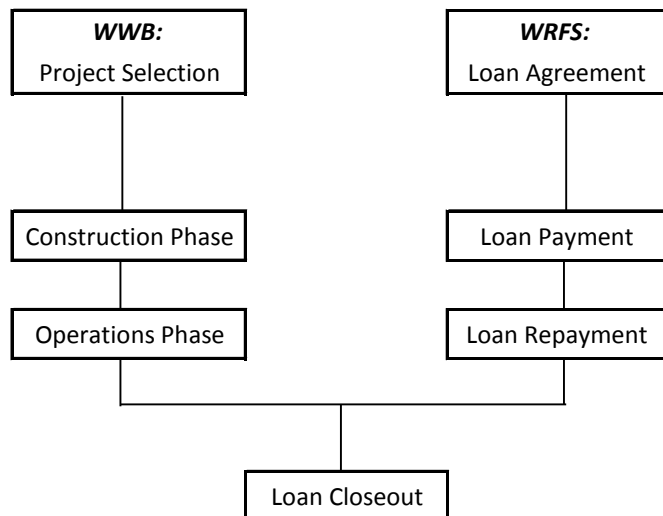 WWB:
Project Selection
WRFS:
Loan Agreement
Construction Phase
Loan Payment
Operations Phase
Loan Repayment
Loan Closeout